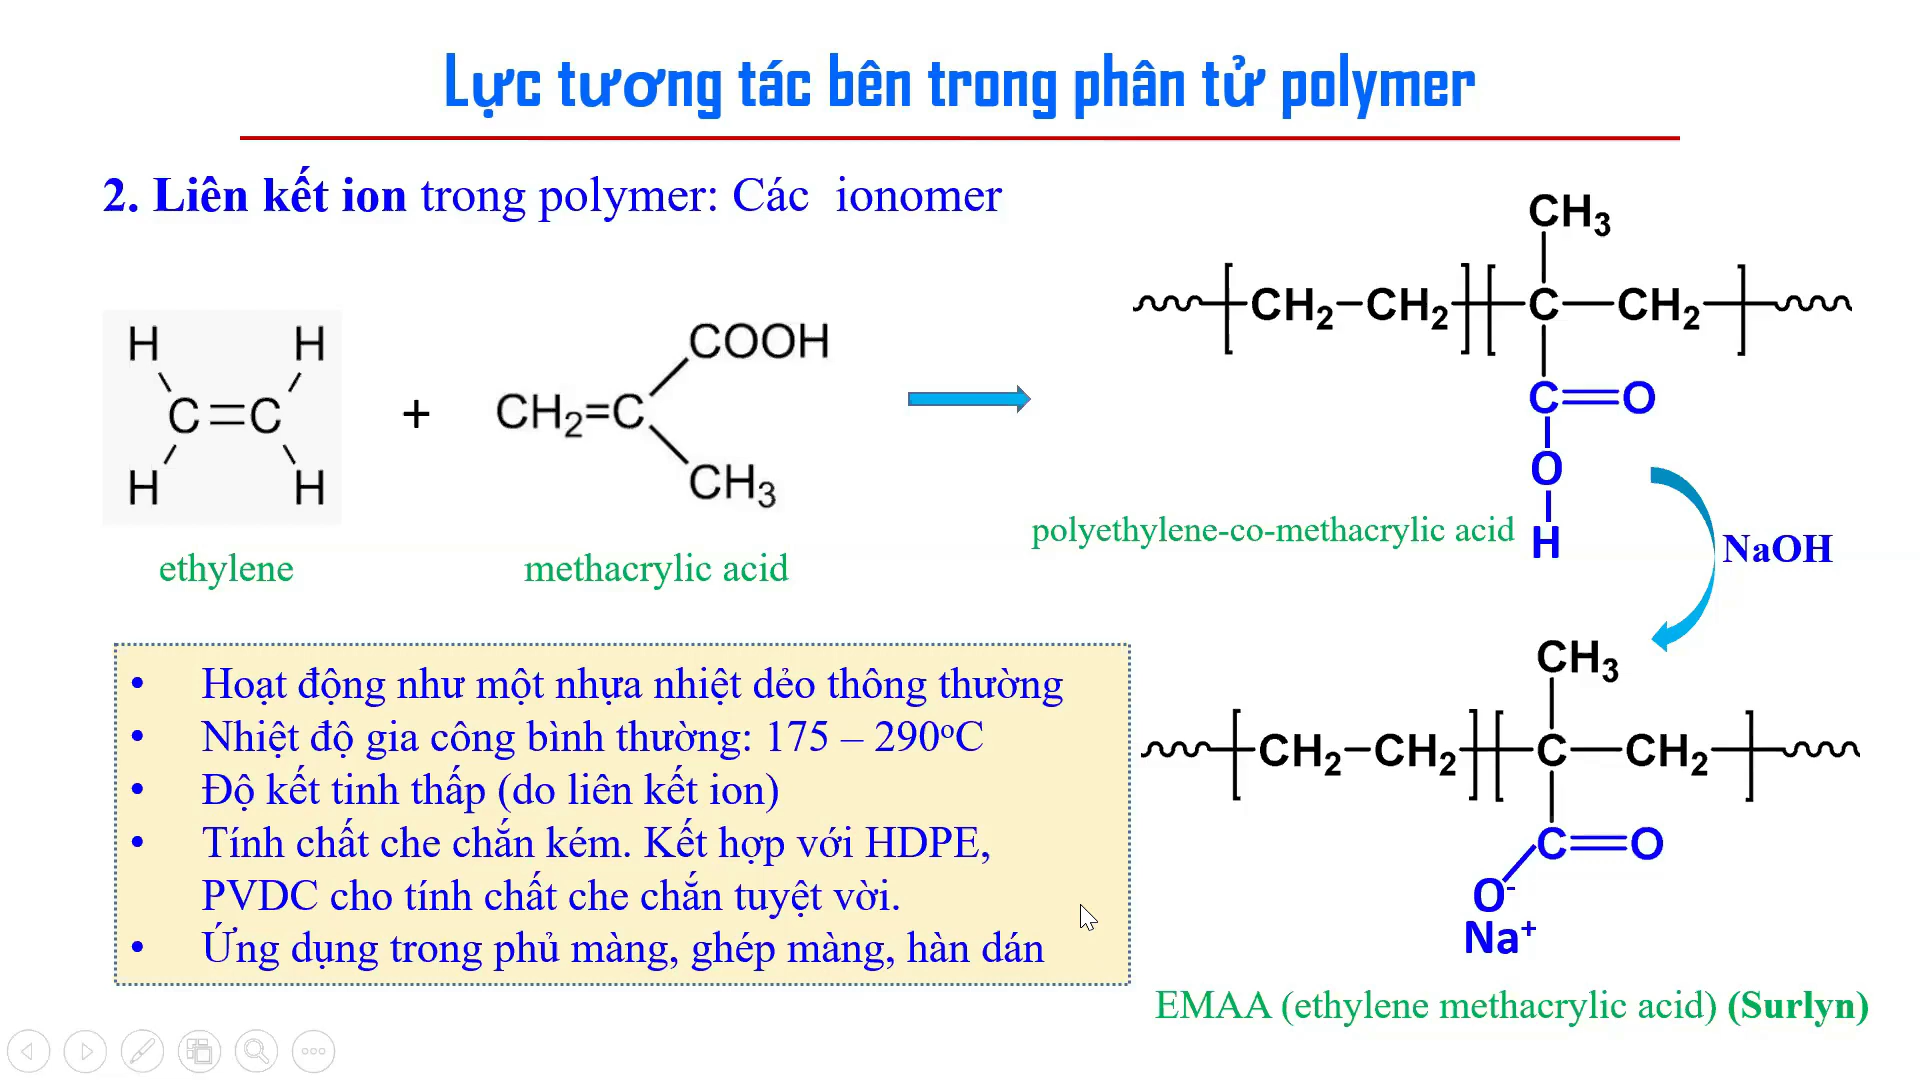 Lực tương tác bên trong phân tử polymer
2. Liên kết ion trong polymer: Các ionomer
H H
C=C
H H
ethylene
+
COOH
CH₂=C
CH₃
methacrylic acid
CH₃
[CH₂–CH₂][C–CH₂]
C=O
O
H
polyethylene-co-methacrylic acid
NaOH
CH₃
[CH₂–CH₂][C–CH₂]
C=O
O⁻
Na⁺
EMAA (ethylene methacrylic acid) (Surlyn)
• Hoạt động như một nhựa nhiệt dẻo thông thường
• Nhiệt độ gia công bình thường: 175 – 290ᵒC
• Độ kết tinh thấp (do liên kết ion)
• Tính chất che chắn kém. Kết hợp với HDPE,
PVDC cho tính chất che chắn tuyệt vời.
• Ứng dụng trong phủ màng, ghép màng, hàn dán